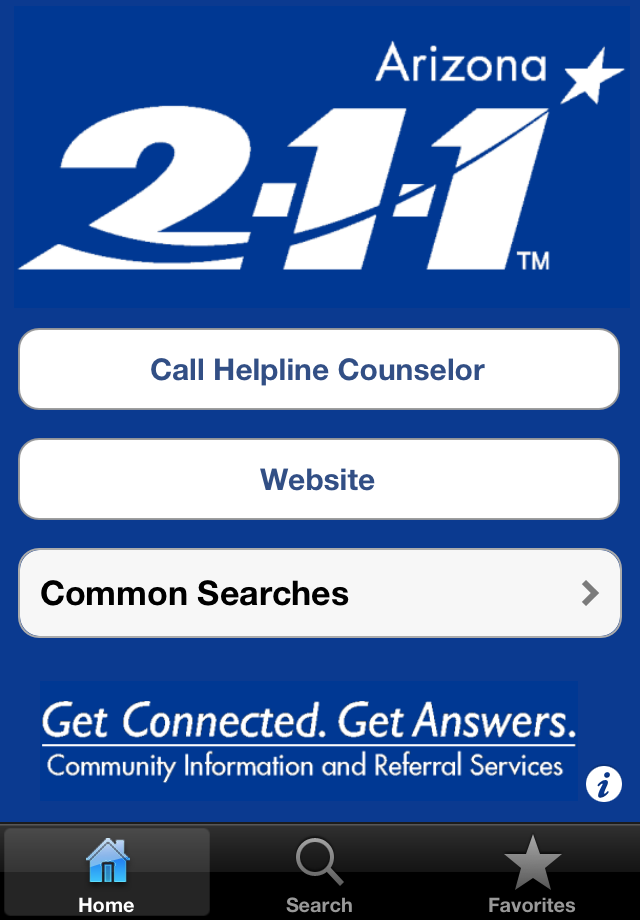 Arizona
2-1-1
TM
Call Helpline Counselor
Website
Common Searches
Get Connected. Get Answers.
Community Information and Referral Services
i
Home Search Favorites